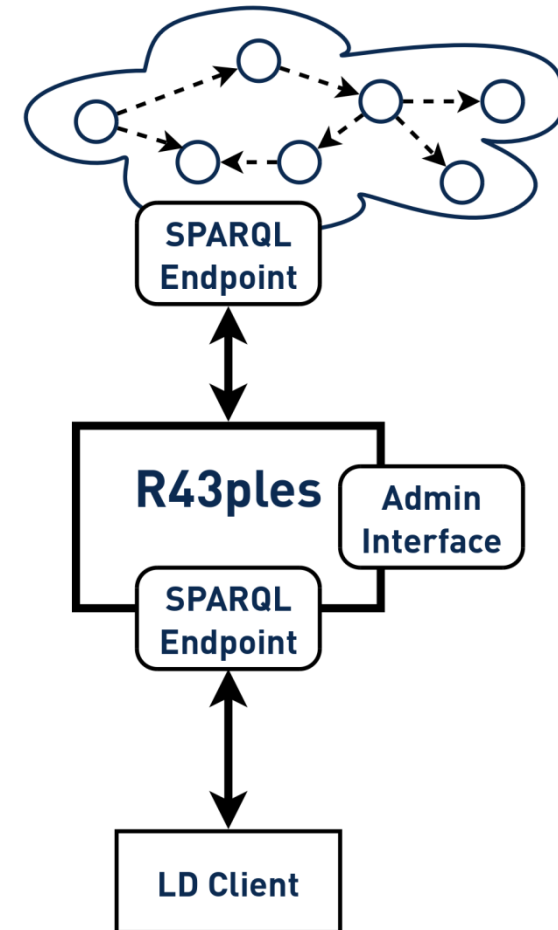 SPARQL
Endpoint
R43ples
Admin
Interface
SPARQL
Endpoint
LD Client